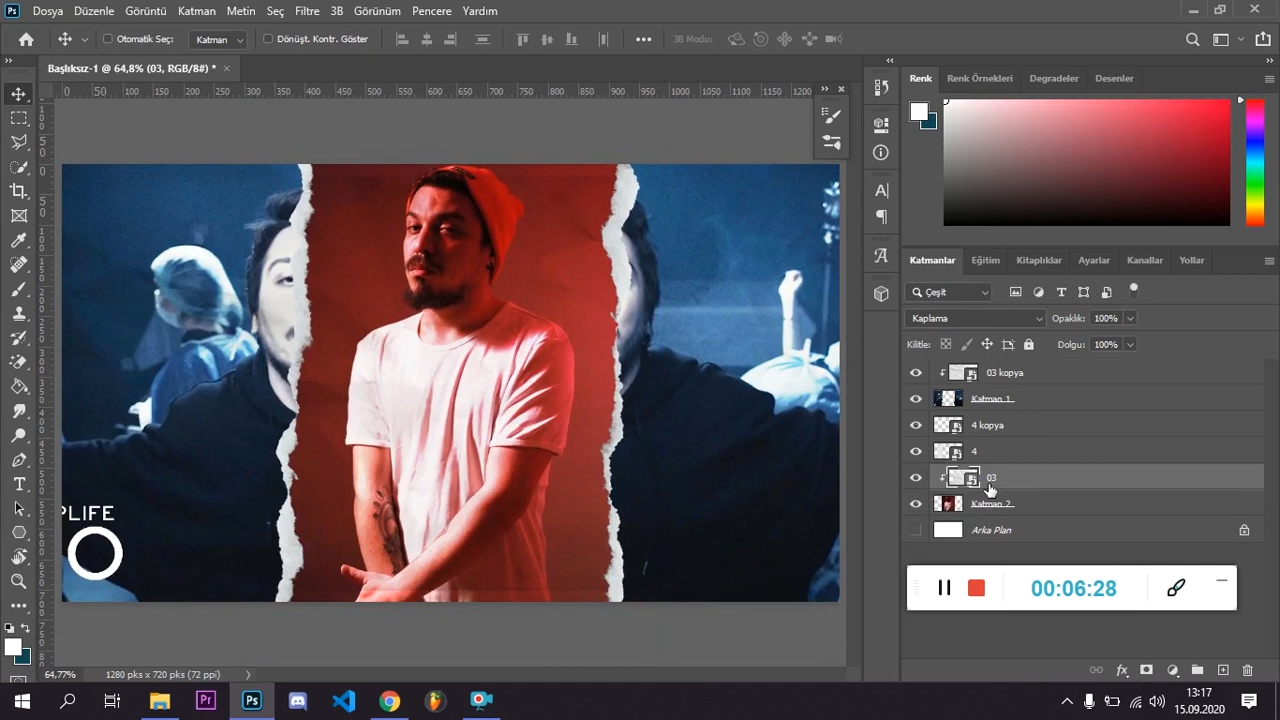 Ps Dosya Düzenle Görüntü Katman Metin Seç Filtre 3B Görünüm Pencere Yardım
Otomatik Seç: Katman Dönüşt. Kontr. Göster 3B Modu:
Başlıksız-1 @ 64,8% (03, RGB/8#) *
Renk Renk Örnekleri Degradeler Desenler
0 50 100 150 200 250 300 350 400 450 500 550 600 650 700 750 800 850 900 950 1000 1050 1100 1150 1200
Katmanlar Eğitim Kitaplıklar Ayarlar Kanallar Yollar
Çeşit
Kaplama Opaklık: 100%
Kilitle: Dolgu: 100%
03 kopya
Katman 1
4 kopya
4
03
Katman 2
Arka Plan
PLIFE
00:06:28
64,77% 1280 pks x 720 pks (72 ppi)
Pr Ps
13:17
15.09.2020